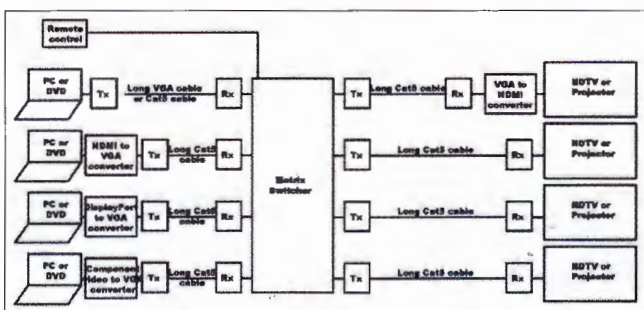 Remote
control
PC or
DVD
Tx
Long VGA cable
or Cat5 cable
Rx
Tx
Long Cat5 cable
Rx
VGA to
HDMI
converter
HDTV or
Projector
PC or
DVD
HDMI to
VGA
converter
Tx
Long Cat5
cable
Rx
Matrix
Switcher
Tx
Long Cat5 cable
Rx
HDTV or
Projector
PC or
DVD
DisplayPort
to VGA
converter
Tx
Long Cat5
cable
Rx
Tx
Long Cat5 cable
Rx
HDTV or
Projector
PC or
DVD
Component
video to VGA
converter
Tx
Long Cat5
cable
Rx
Tx
Long Cat5 cable
Rx
HDTV or
Projector